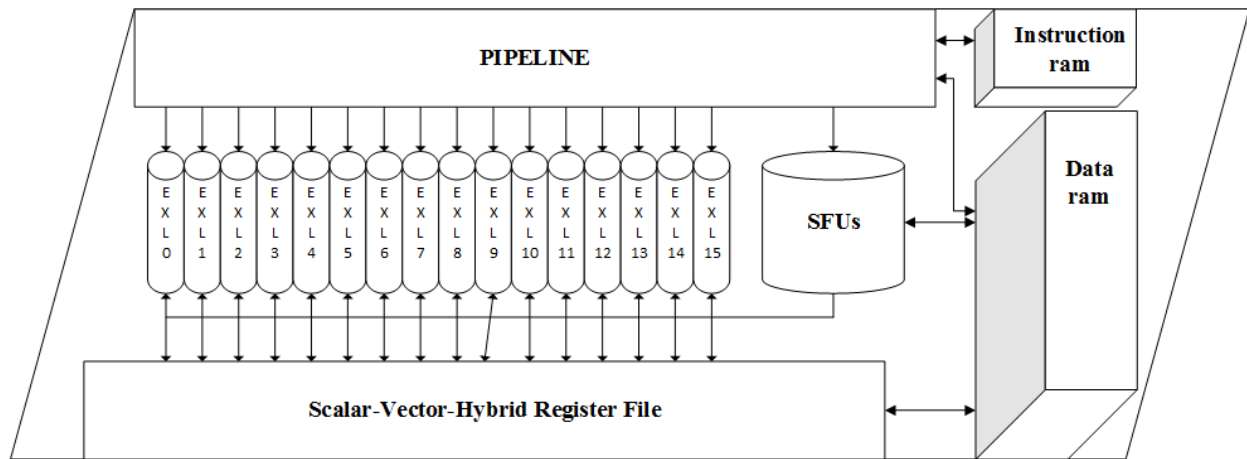 PIPELINE
Instruction
ram
E
X
L
0
E
X
L
1
E
X
L
2
E
X
L
3
E
X
L
4
E
X
L
5
E
X
L
6
E
X
L
7
E
X
L
8
E
X
L
9
E
X
L
10
E
X
L
11
E
X
L
12
E
X
L
13
E
X
L
14
E
X
L
15
SFUs
Data
ram
Scalar-Vector-Hybrid Register File